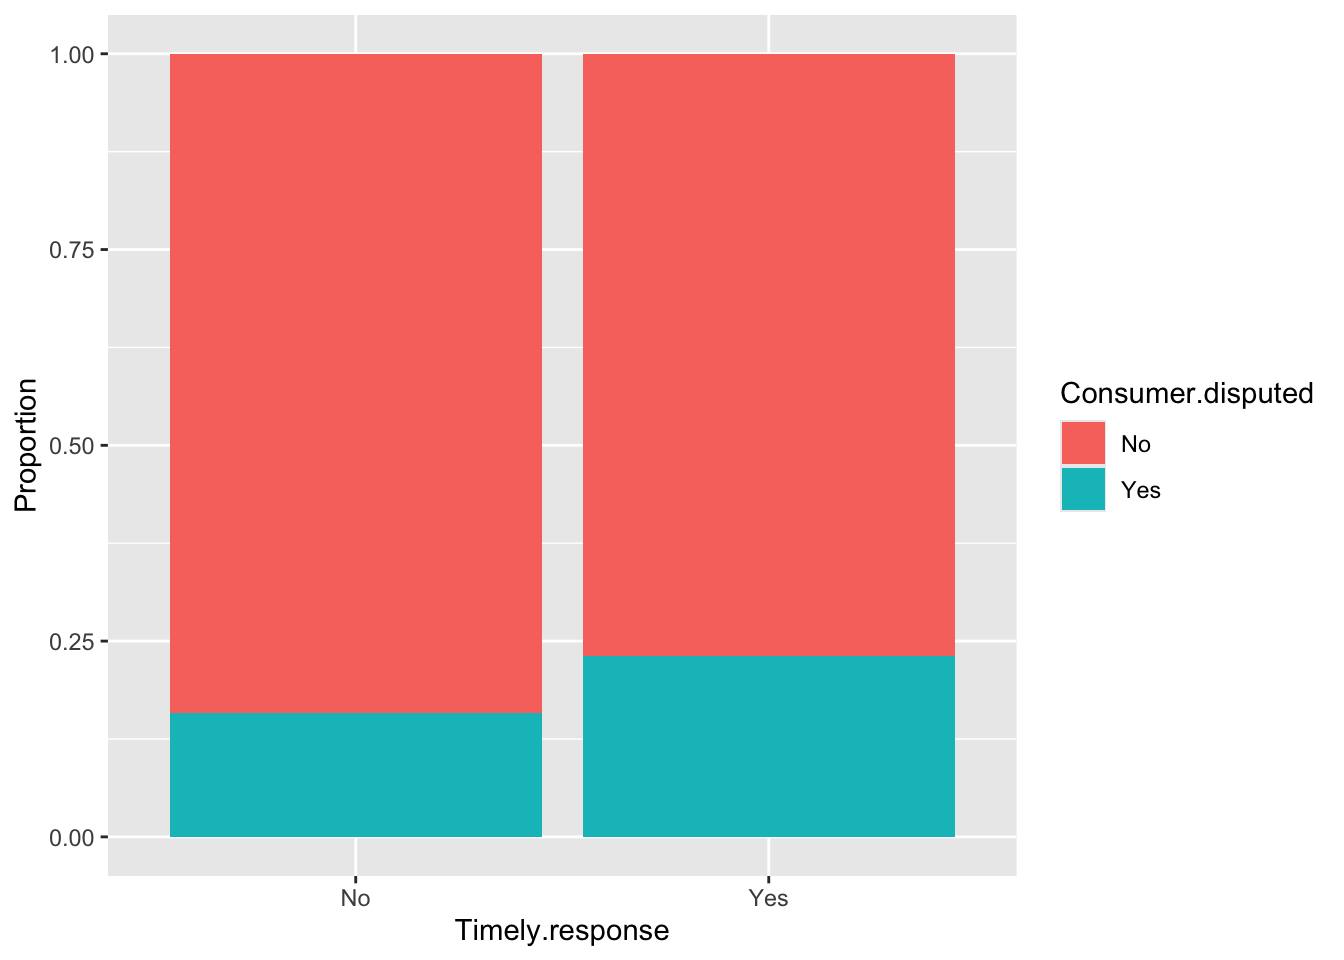 1.00
0.75
0.50
0.25
0.00
Proportion
No
Yes
Timely.response
Consumer.disputed
No
Yes